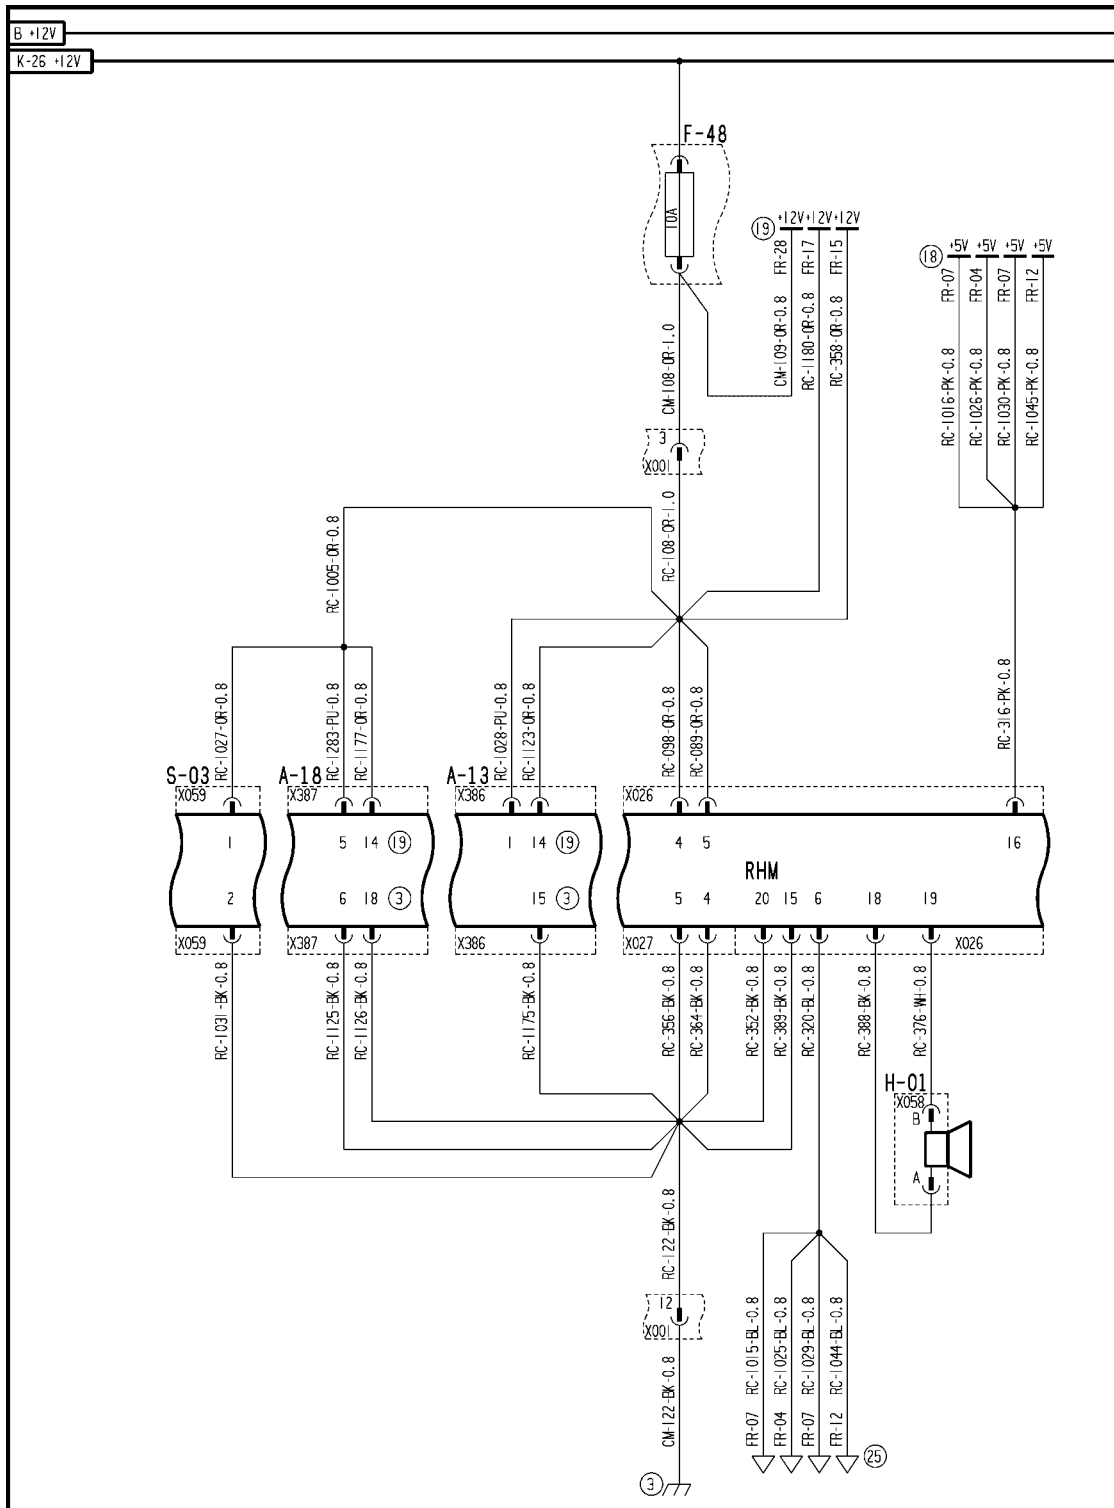 B +12V
K-26 +12V
F-48
10A
19
+12V +12V +12V
FR-28
FR-17
FR-15
CM-109-OR-0.8
RC-1180-OR-0.8
RC-358-OR-0.8
18
+5V +5V +5V +5V
FR-07
FR-04
FR-07
FR-12
RC-1016-PK-0.8
RC-1026-PK-0.8
RC-1030-PK-0.8
RC-1045-PK-0.8
CM-108-OR-1.0
3
X001
RC-108-OR-1.0
RC-1005-OR-0.8
RC-1027-OR-0.8
RC-1283-PU-0.8
RC-1177-OR-0.8
RC-1028-PU-0.8
RC-1123-OR-0.8
RC-098-OR-0.8
RC-089-OR-0.8
RC-316-PK-0.8
S-03 A-18 A-13
X059 X387 X386 X026
1 5 14 19 1 14 19 4 5 16
RHM
2 6 18 3 15 3 5 4 20 15 6 18 19
X059 X387 X386 X027 X026
RC-1031-BK-0.8
RC-1125-BK-0.8
RC-1126-BK-0.8
RC-1175-BK-0.8
RC-356-BK-0.8
RC-364-BK-0.8
RC-352-BK-0.8
RC-389-BK-0.8
RC-320-BL-0.8
RC-388-BK-0.8
RC-376-WH-0.8
H-01
X058
B
A
RC-122-BK-0.8
12
X001
CM-122-BK-0.8
RC-1015-BL-0.8
RC-1025-BL-0.8
RC-1029-BL-0.8
RC-1044-BL-0.8
FR-07
FR-04
FR-07
FR-12
25
3